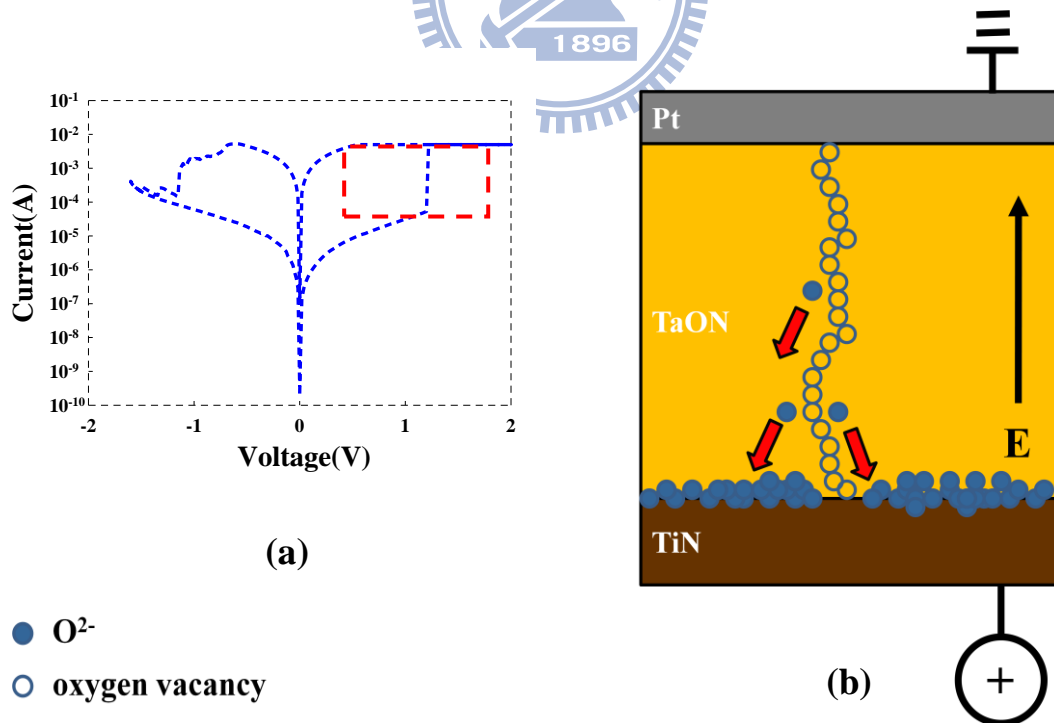 1896
10-1
10-2
10-3
10-4
10-5
10-6
10-7
10-8
10-9
10-10
Current(A)
-2 -1 0 1 2
Voltage(V)
(a)
O2-
oxygen vacancy
Pt
TaON
E
TiN
+
(b)